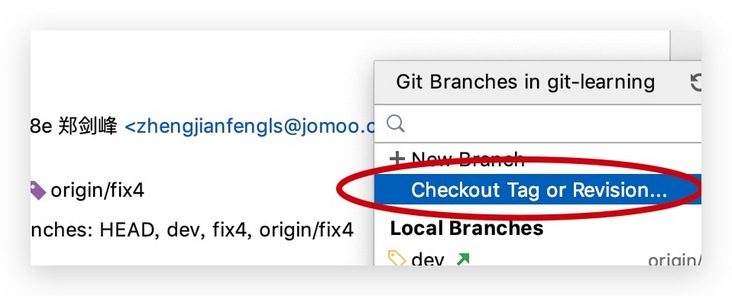 Git Branches in git-learning
8e 郑剑峰 <zhengjianfengls@jomoo.c
New Branch
origin/fix4
Checkout Tag or Revision...
nches: HEAD, dev, fix4, origin/fix4
Local Branches
dev
origin/